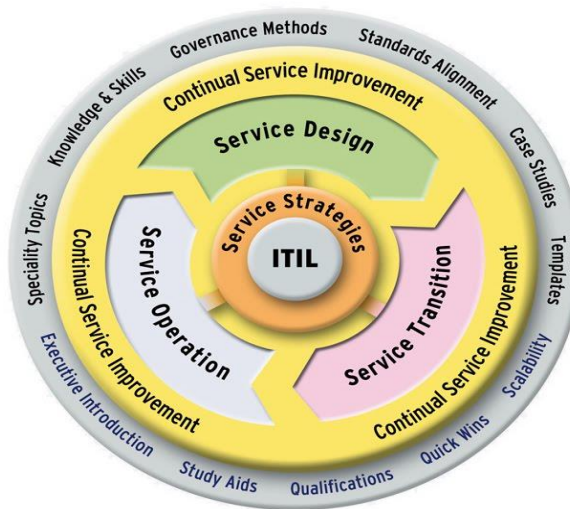 Governance Methods
Standards Alignment
Knowledge & Skills
Case Studies
Speciality Topics
Templates
Executive Introduction
Scalability
Study Aids
Quick Wins
Qualifications
Continual Service Improvement
Continual Service Improvement
Continual Service Improvement
Service Design
Service Operation
Service Transition
Service Strategies
ITIL